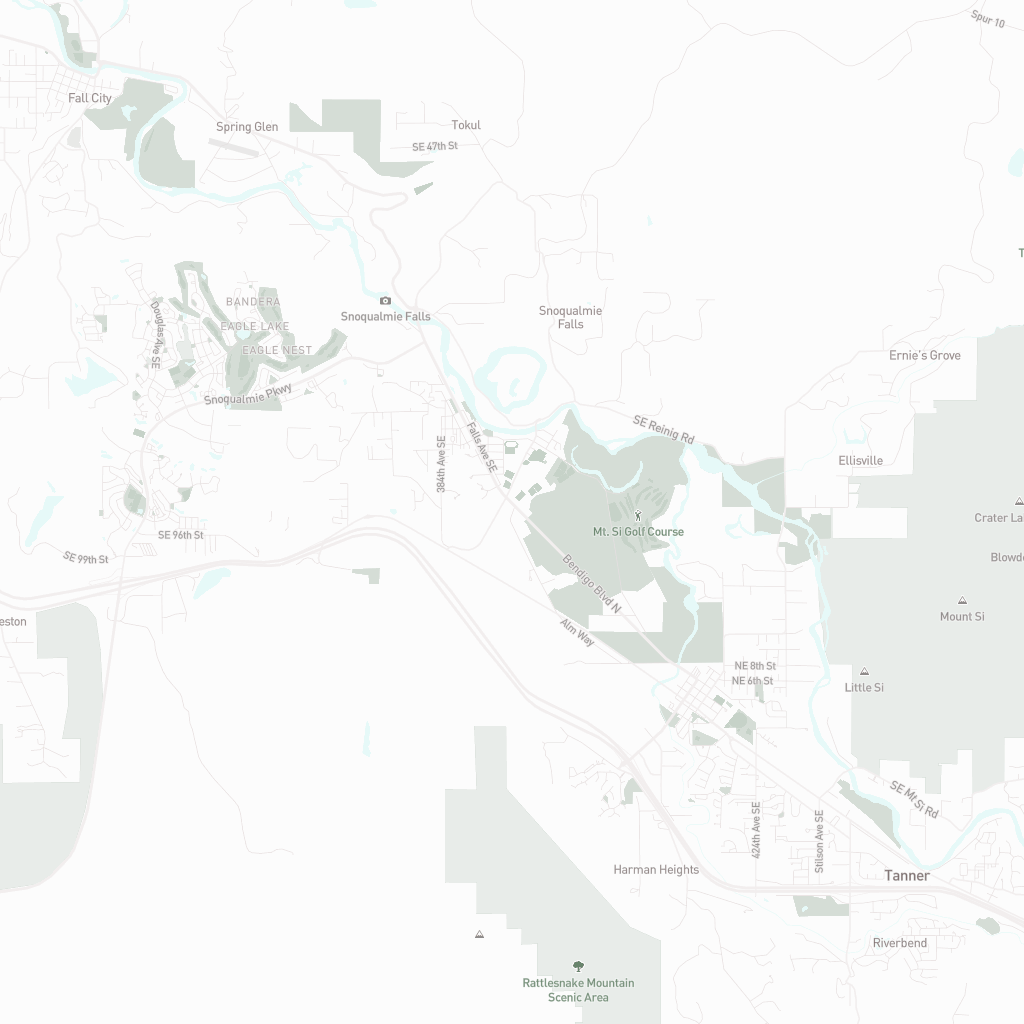 Spur 10
Fall City
Spring Glen
Tokul
SE 47th St
T
BANDERA
Snoqualmie Falls
Snoqualmie
Falls
EAGLE LAKE
Douglas Ave SE
EAGLE NEST
Ernie's Grove
Snoqualmie Pkwy
SE Reinig Rd
Falls Ave SE
384th Ave SE
Ellisville
Crater La
Mt. Si Golf Course
SE 96th St
SE 99th St
Blowd
Bendigo Blvd N
Mount Si
eston
Alm Way
NE 8th St
NE 6th St
Little Si
SE Mt Si Rd
424th Ave SE
Stilson Ave SE
Harman Heights
Tanner
Riverbend
Rattlesnake Mountain
Scenic Area